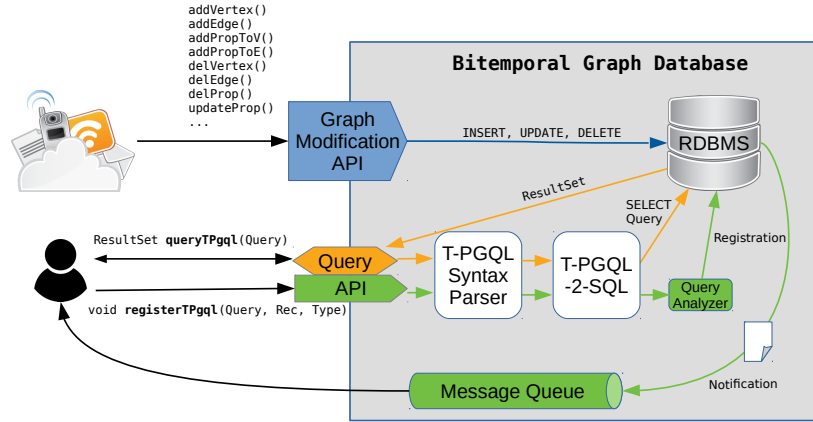 addVertex()
addEdge()
addPropToV()
addPropToE()
delVertex()
delEdge()
delProp()
updateProp()
...
Bitemporal Graph Database
Graph
Modification
API
INSERT, UPDATE, DELETE
RDBMS
ResultSet
SELECT
Query
Registration
ResultSet queryTPgql(Query)
Query
API
void registerTPgql(Query, Rec, Type)
T-PGQL
Syntax
Parser
T-PGQL
-2-SQL
Query
Analyzer
Notification
Message Queue